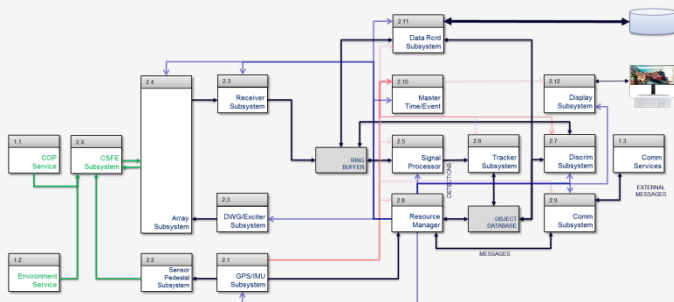 2.11
Data Rcrd
Subsystem
2.4
Array
Subsystem
2.3
Receiver
Subsystem
2.10
Master
Time/Event
2.12
Display
Subsystem
1.1
COP
Service
2.X
CSFE
Subsystem
RING
BUFFER
2.5
Signal
Processor
2.6
Tracker
Subsystem
2.7
Discrim
Subsystem
1.3
Comm
Services
DETECTIONS
EXTERNAL
MESSAGES
2.3
DWG/Exciter
Subsystem
2.8
Resource
Manager
OBJECT
DATABASE
2.9
Comm
Subsystem
MESSAGES
1.2
Environment
Service
2.2
Sensor
Pedestal
Subsystem
2.1
GPS/IMU
Subsystem